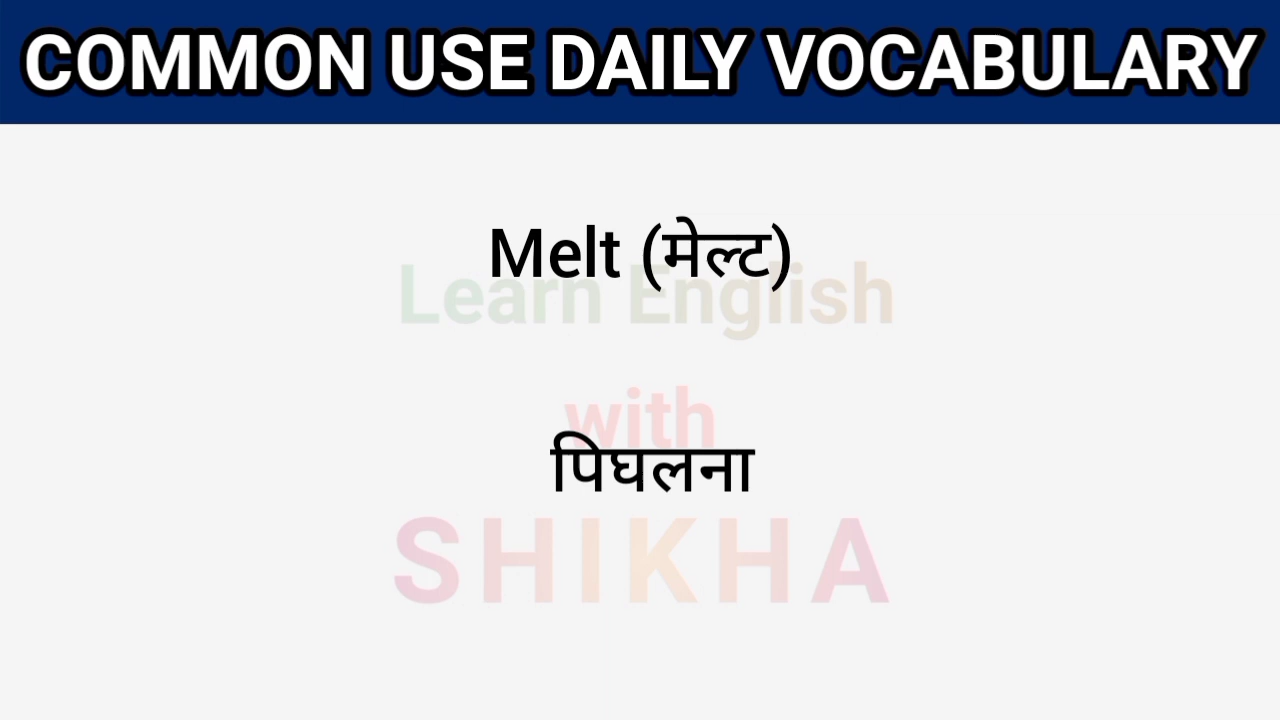 COMMON USE DAILY VOCABULARY
Melt (मेल्ट)
Learn English
with
पिघलना
SHIKHA